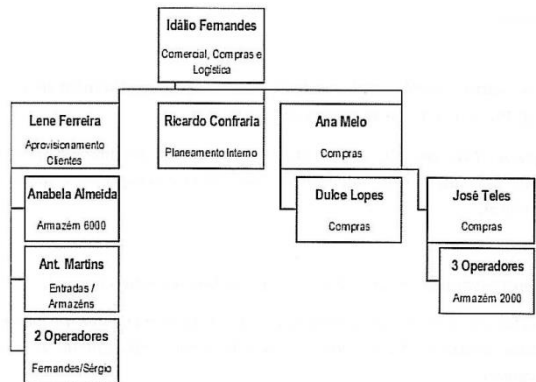 Idálio Fernandes
Comercial, Compras e
Logística
Lene Ferreira
Aprovisionamento
Clientes
Ricardo Confraria
Planeamento Interno
Ana Melo
Compras
Anabela Almeida
Armazém 6000
Dulce Lopes
Compras
José Teles
Compras
Ant. Martins
Entradas /
Armazéns
3 Operadores
Armazém 2000
2 Operadores
Fernandes/Sérgio